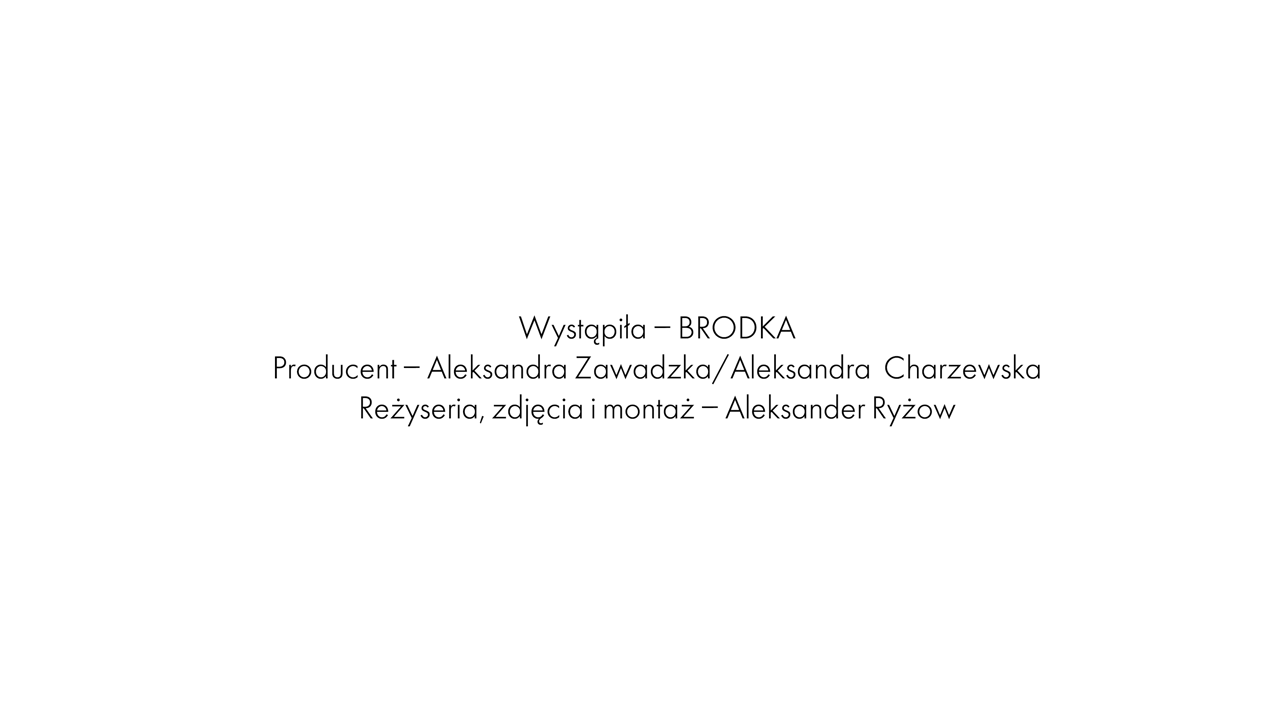 Wystąpiła – BRODKA
Producent – Aleksandra Zawadzka/Aleksandra Charzewska
Reżyseria, zdjęcia i montaż – Aleksander Ryżow